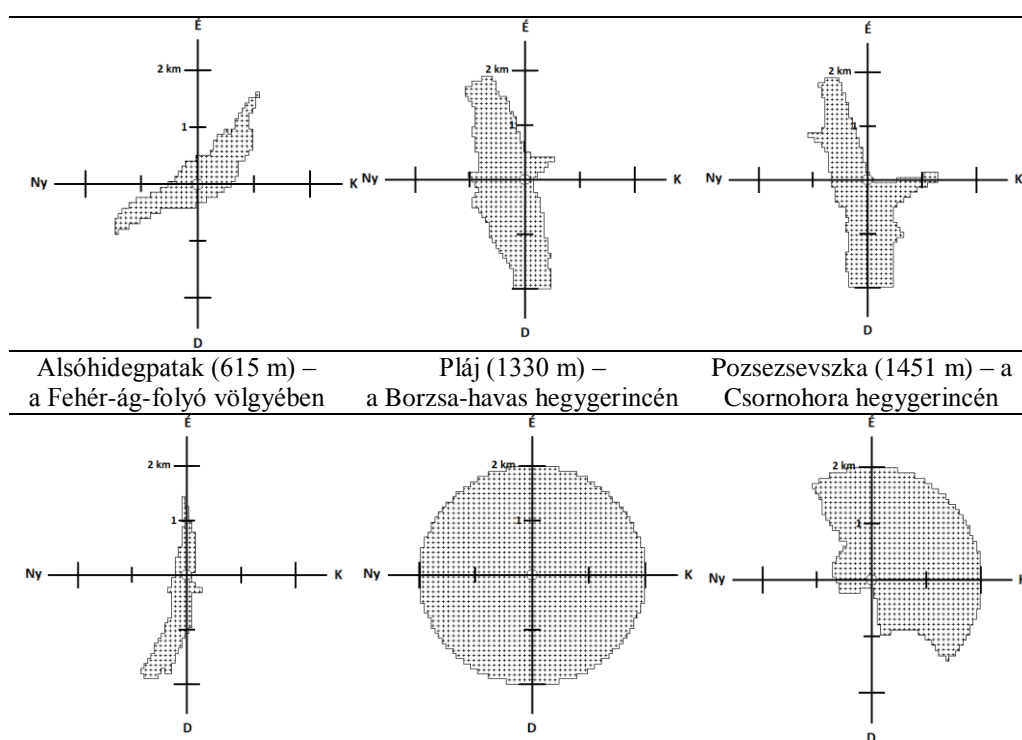 É
2 km
1
Ny
K
D
É
2 km
1
Ny
K
D
É
2 km
1
Ny
K
D
Alsóhidegpatak (615 m) –
a Fehér-ág-folyó völgyében
Pláj (1330 m) –
a Borzsa-havas hegygerincén
Pozsezsevszka (1451 m) – a
Csornohora hegygerincén
É
2 km
1
Ny
K
D
É
2 km
1
Ny
K
D
É
2 km
1
Ny
K
D